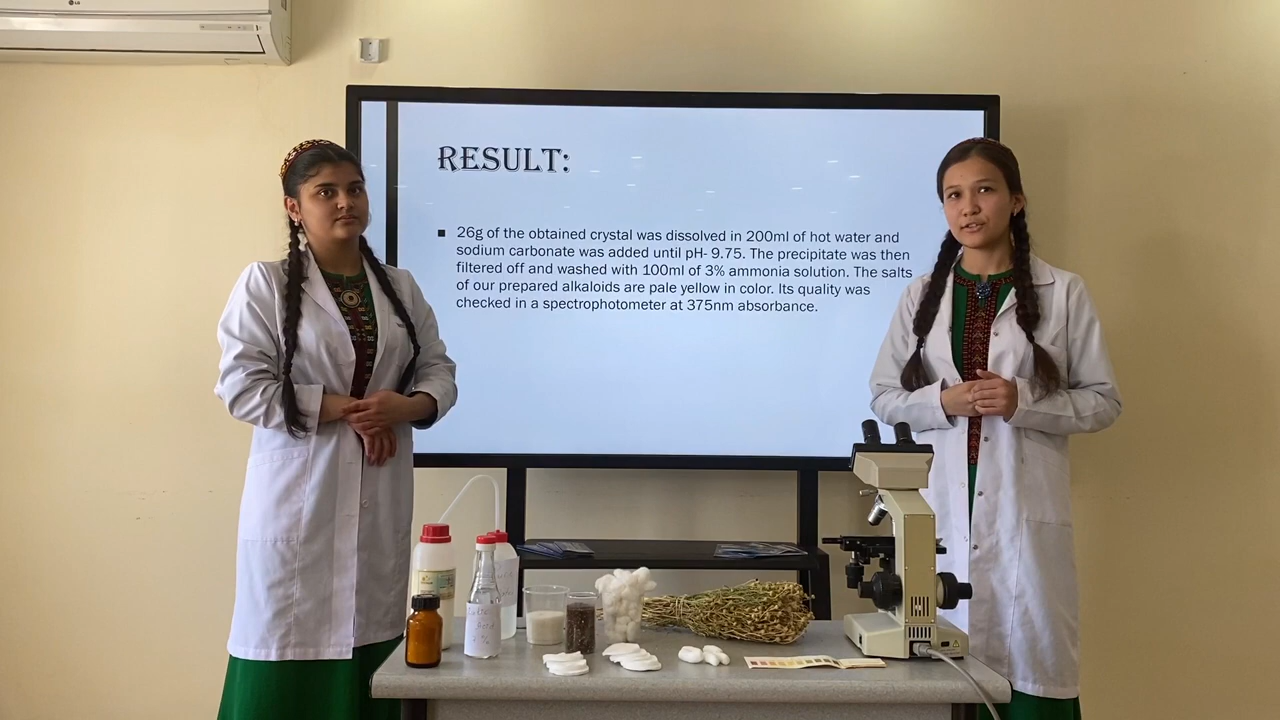 LG
RESULT:
26g of the obtained crystal was dissolved in 200ml of hot water and
sodium carbonate was added until pH- 9.75. The precipitate was then
filtered off and washed with 100ml of 3% ammonia solution. The salts
of our prepared alkaloids are pale yellow in color. Its quality was
checked in a spectrophotometer at 375nm absorbance.